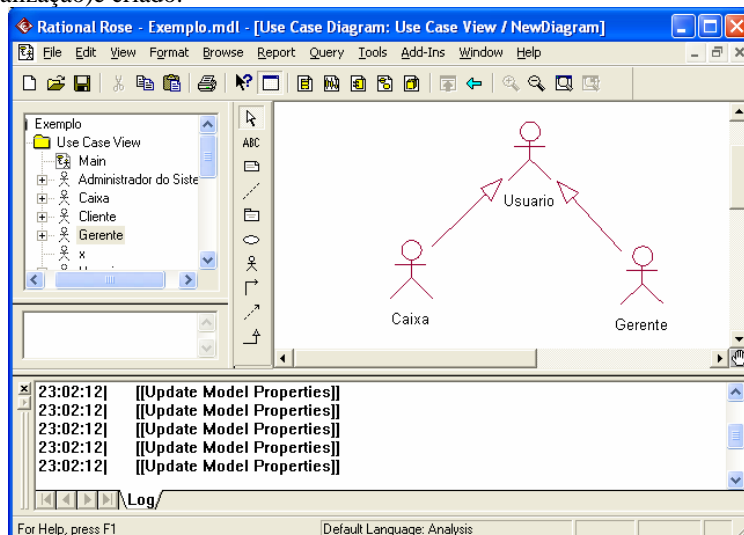 alização)é criado.
Rational Rose - Exemplo.mdl - [Use Case Diagram: Use Case View / NewDiagram]
File Edit View Format Browse Report Query Tools Add-Ins Window Help
Exemplo
Use Case View
Main
Administrador do Siste
Caixa
Cliente
Gerente
x
ABC
Usuario
Caixa
Gerente
23:02:12| [[Update Model Properties]]
23:02:12| [[Update Model Properties]]
23:02:12| [[Update Model Properties]]
23:02:12| [[Update Model Properties]]
23:02:12| [[Update Model Properties]]
Log
For Help, press F1
Default Language: Analysis